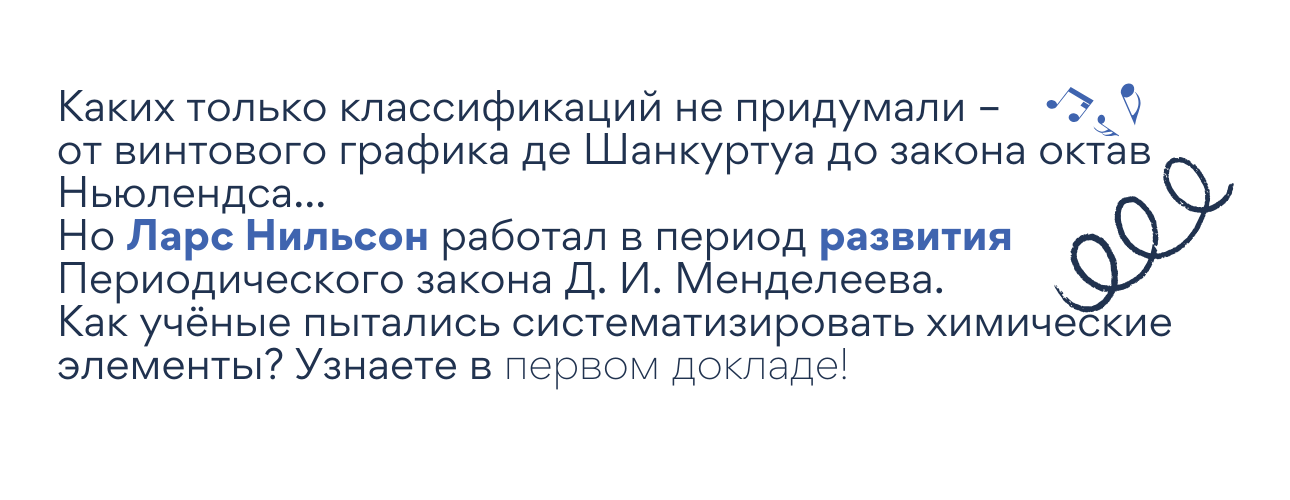 Каких только классификаций не придумали –
от винтового графика де Шанкуртуа до закона октав
Ньюлендса...
Но Ларс Нильсон работал в период развития
Периодического закона Д. И. Менделеева.
Как учёные пытались систематизировать химические
элементы? Узнаете в первом докладе!